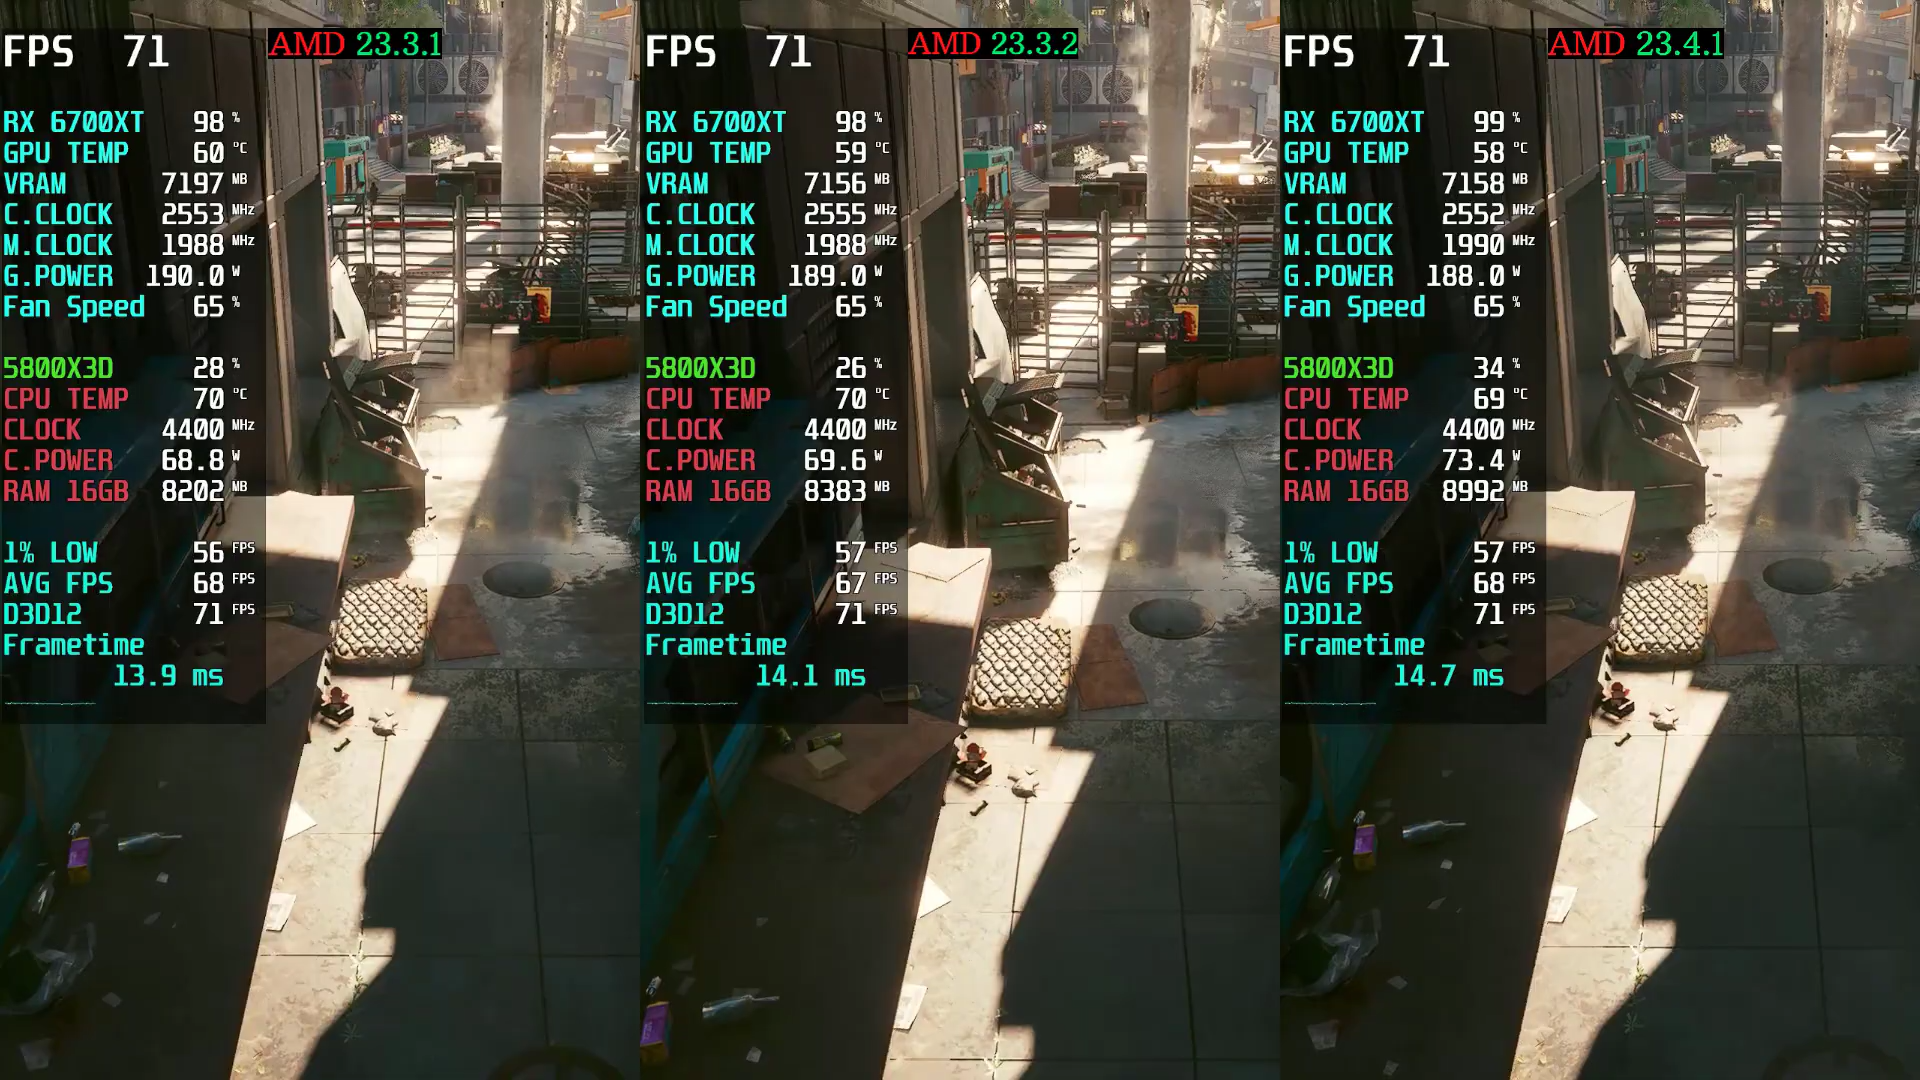 FPS 71 AMD 23.3.1
RX 6700XT 98 %
GPU TEMP 60 °C
VRAM 7197 MB
C.CLOCK 2553 MHz
M.CLOCK 1988 MHz
G.POWER 190.0 W
Fan Speed 65 %
5800X3D 28 %
CPU TEMP 70 °C
CLOCK 4400 MHz
C.POWER 68.8 W
RAM 16GB 8202 MB
1% LOW 56 FPS
AVG FPS 68 FPS
D3D12 71 FPS
Frametime
13.9 ms
FPS 71 AMD 23.3.2
RX 6700XT 98 %
GPU TEMP 59 °C
VRAM 7156 MB
C.CLOCK 2555 MHz
M.CLOCK 1988 MHz
G.POWER 189.0 W
Fan Speed 65 %
5800X3D 26 %
CPU TEMP 70 °C
CLOCK 4400 MHz
C.POWER 69.6 W
RAM 16GB 8383 MB
1% LOW 57 FPS
AVG FPS 67 FPS
D3D12 71 FPS
Frametime
14.1 ms
FPS 71 AMD 23.4.1
RX 6700XT 99 %
GPU TEMP 58 °C
VRAM 7158 MB
C.CLOCK 2552 MHz
M.CLOCK 1990 MHz
G.POWER 188.0 W
Fan Speed 65 %
5800X3D 34 %
CPU TEMP 69 °C
CLOCK 4400 MHz
C.POWER 73.4 W
RAM 16GB 8992 MB
1% LOW 57 FPS
AVG FPS 68 FPS
D3D12 71 FPS
Frametime
14.7 ms